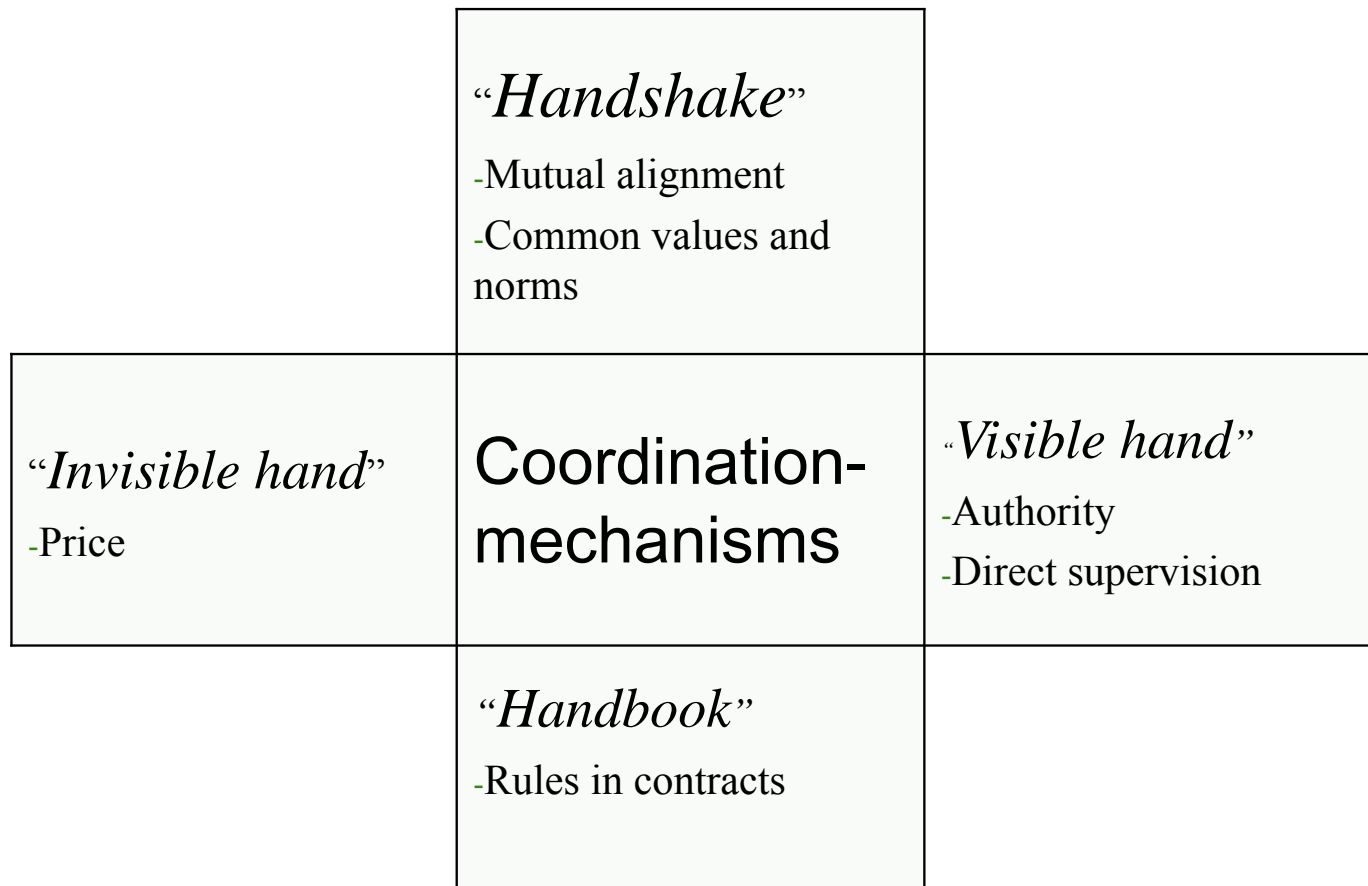 “Handshake”
-Mutual alignment
-Common values and
norms
“Invisible hand”
-Price
Coordination-
mechanisms
“Visible hand”
-Authority
-Direct supervision
“Handbook”
-Rules in contracts